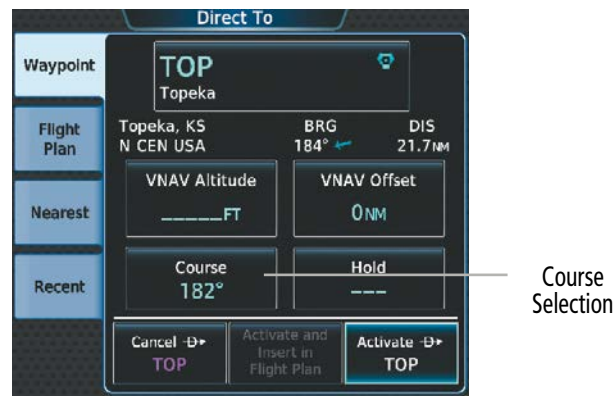 Direct To
Waypoint
Flight
Plan
Nearest
Recent
TOP
Topeka
Topeka, KS
N CEN USA
BRG
184°
DIS
21.7NM
VNAV Altitude
_____FT
VNAV Offset
0NM
Course
182°
Hold
___
Course
Selection
Cancel D
TOP
Activate and
Insert in
Flight Plan
Activate D
TOP